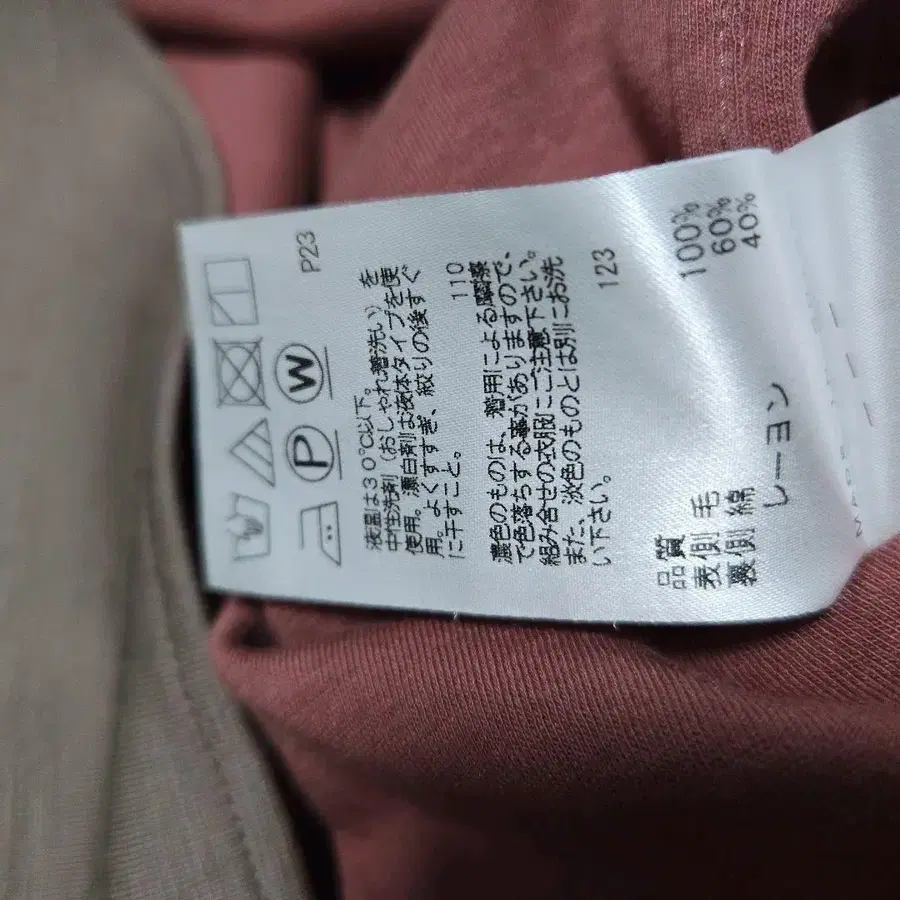 P W
P23
液温は30℃以下。
中性洗剤(おしゃれ着洗い)を
使用。漂白剤は液体タイプを使
用。よくすすぎ、絞りの後すぐ
に干すこと。
110
濃色のものは、着用による摩擦
で色落ちする事がありますので、
組み合せの衣服にご注意下さい。
また、淡色のものとは別にお洗
い下さい。
123
品質
表側 毛 100%
裏側 綿 60%
レーヨン 40%
MADE